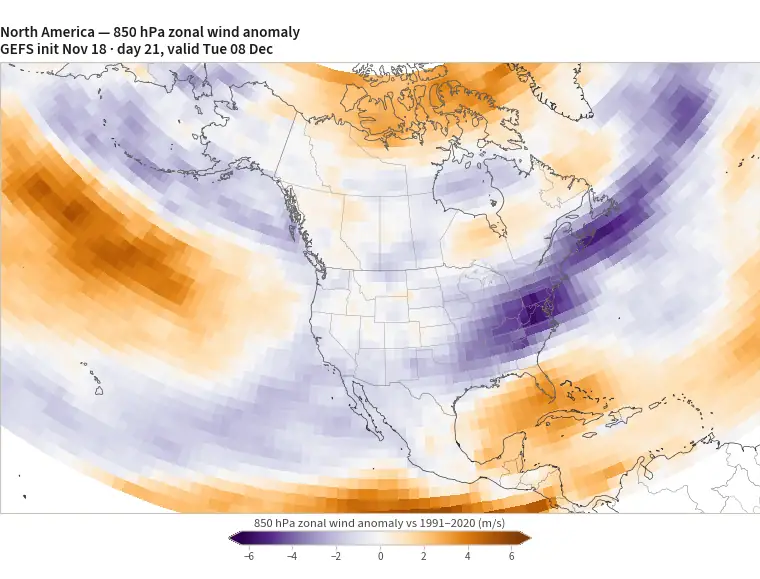 North America — 850 hPa zonal wind anomaly
GEFS init Nov 18 · day 21, valid Tue 08 Dec
850 hPa zonal wind anomaly vs 1991–2020 (m/s)
−6 −4 −2 0 2 4 6